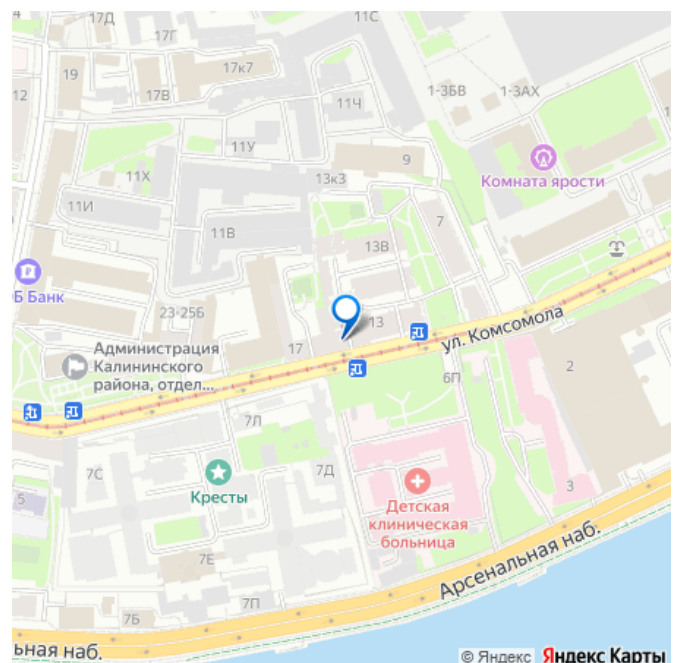 17Д
11С
17Г
17к7
19
12
17В
11Ч
1-3БВ
1-3АХ
11У
9
13к3
11Х
Комната ярости
11И
11В
7
13В
Б Банк
23-25Б
13
ул. Комсомола
17
Администрация
Калининского
района, отдел...
2
6П
7Л
7С
Кресты
7Д
5
3
Детская
клиническая
больница
7Е
Арсенальная наб.
7П
7Б
ьная наб.
© Яндекс Яндекс Карты